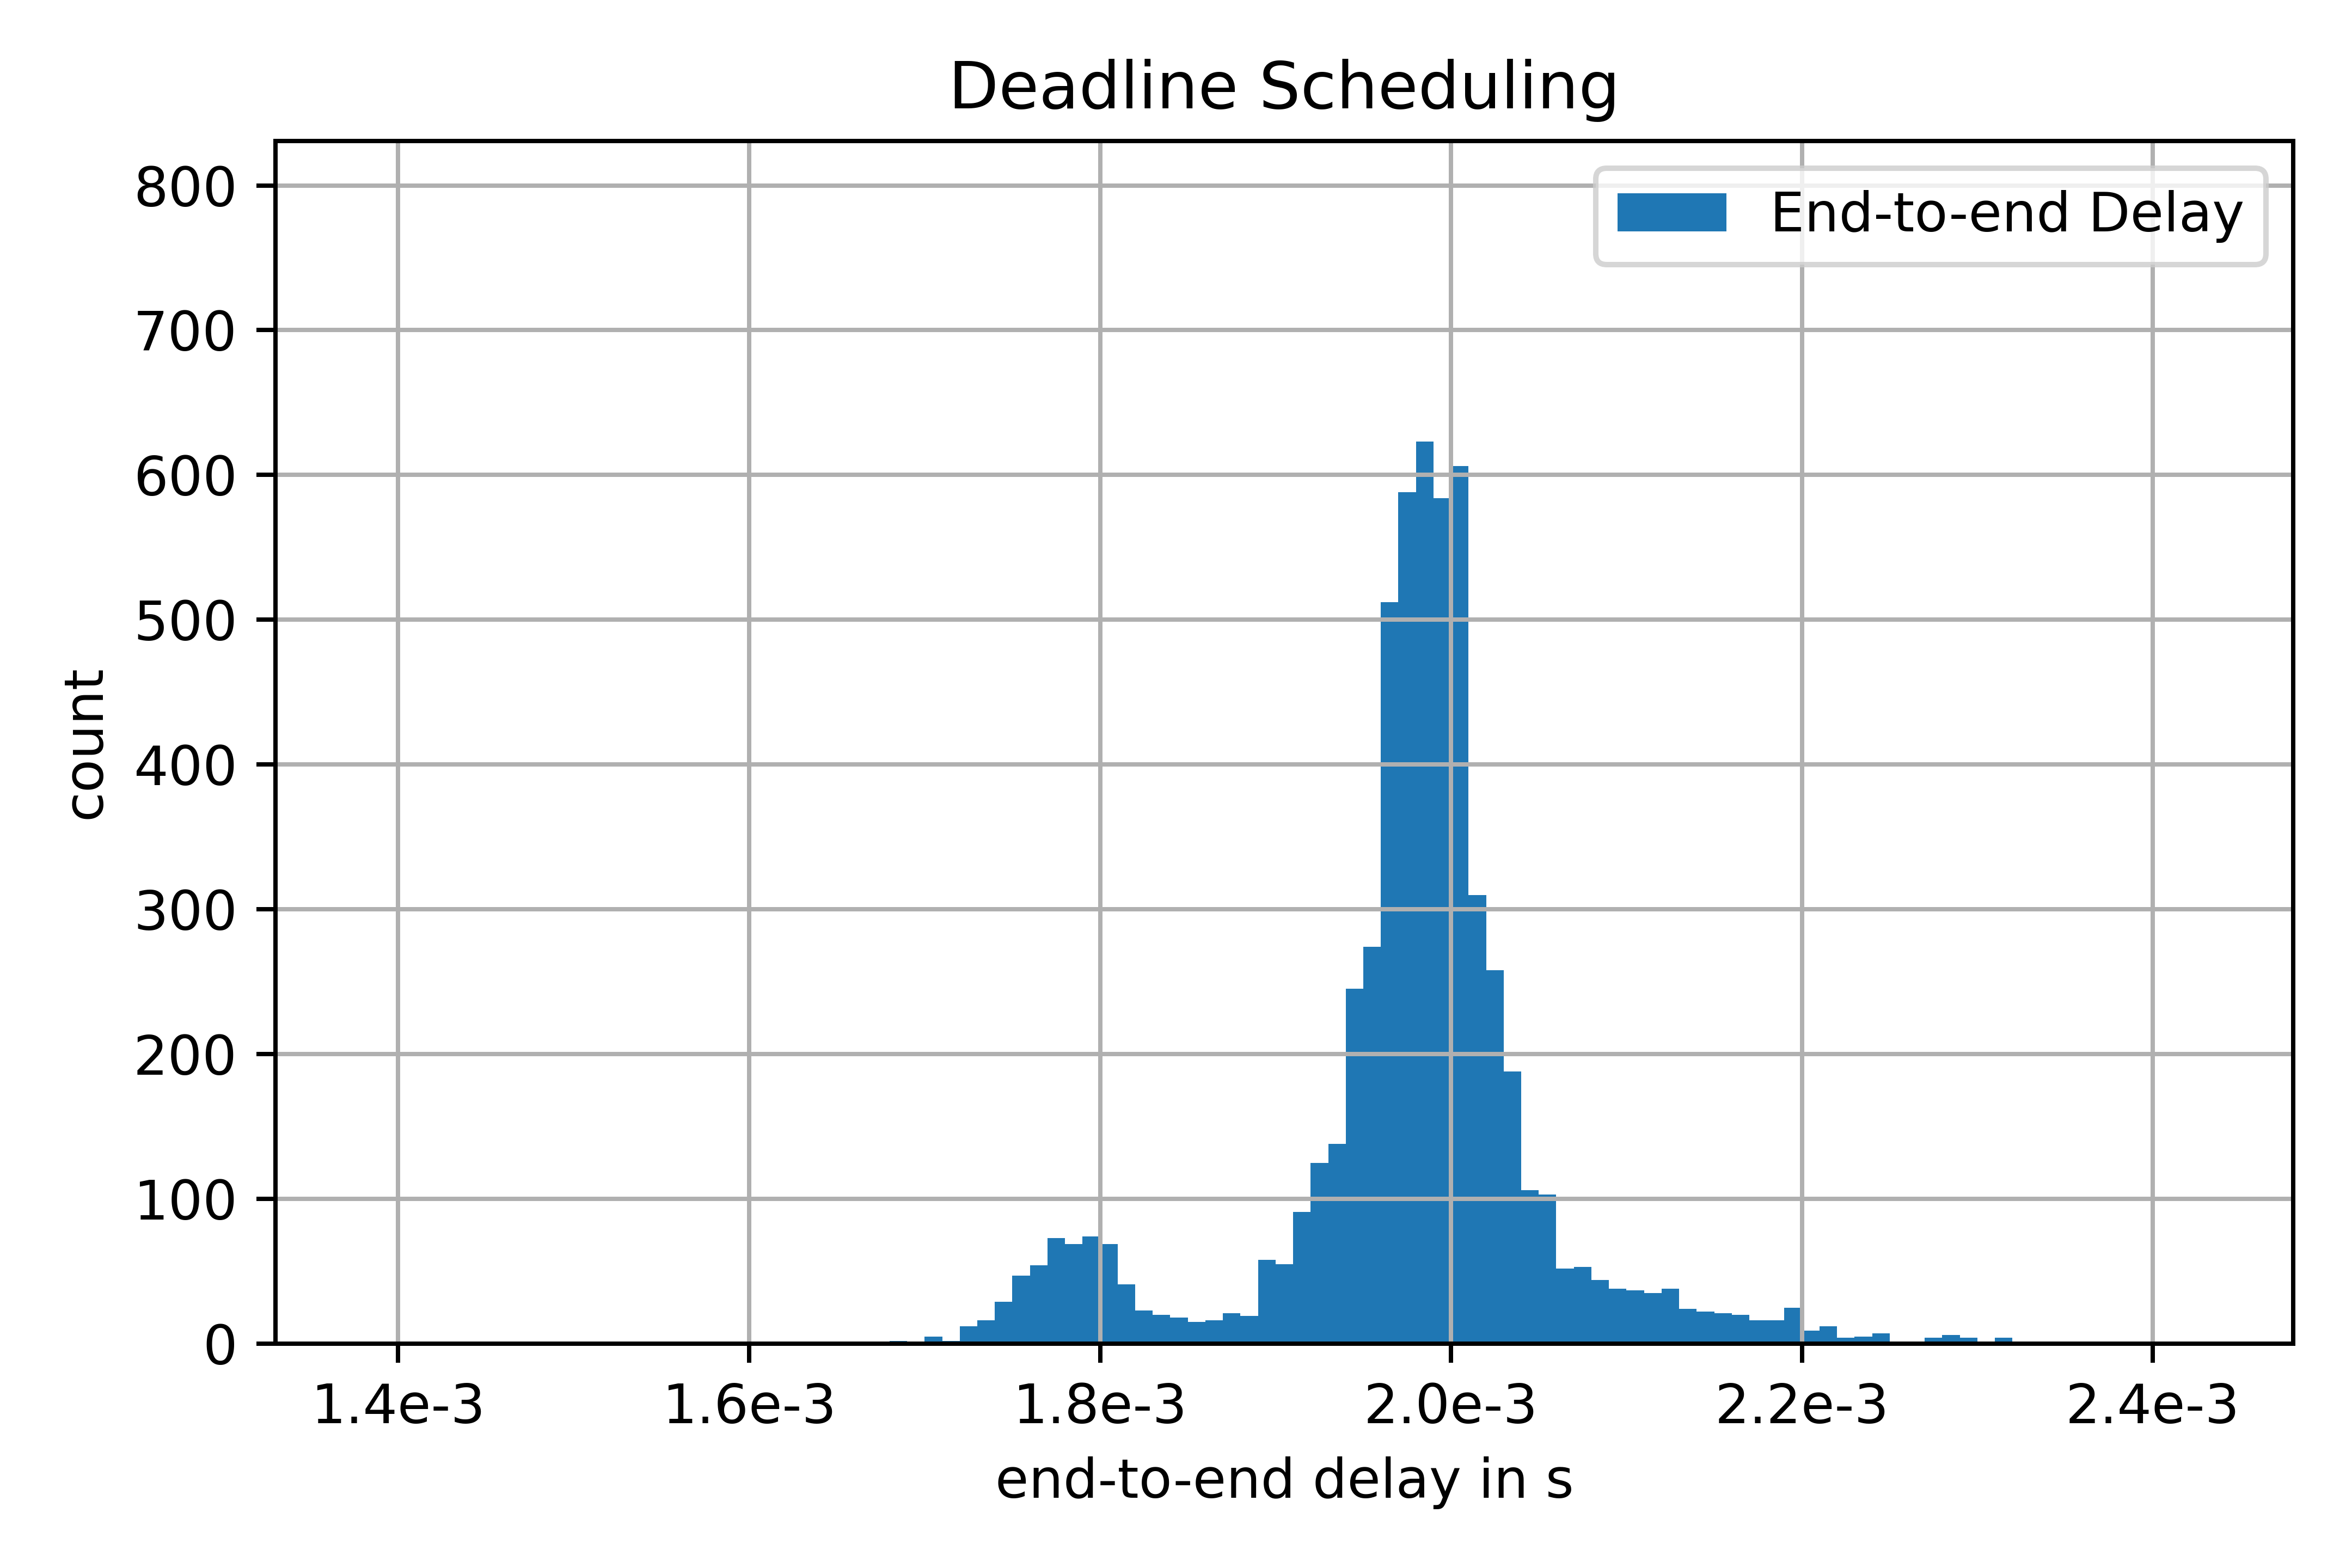 Deadline Scheduling
End-to-end Delay
count
800
700
600
500
400
300
200
100
0
1.4e-3 1.6e-3 1.8e-3 2.0e-3 2.2e-3 2.4e-3
end-to-end delay in s